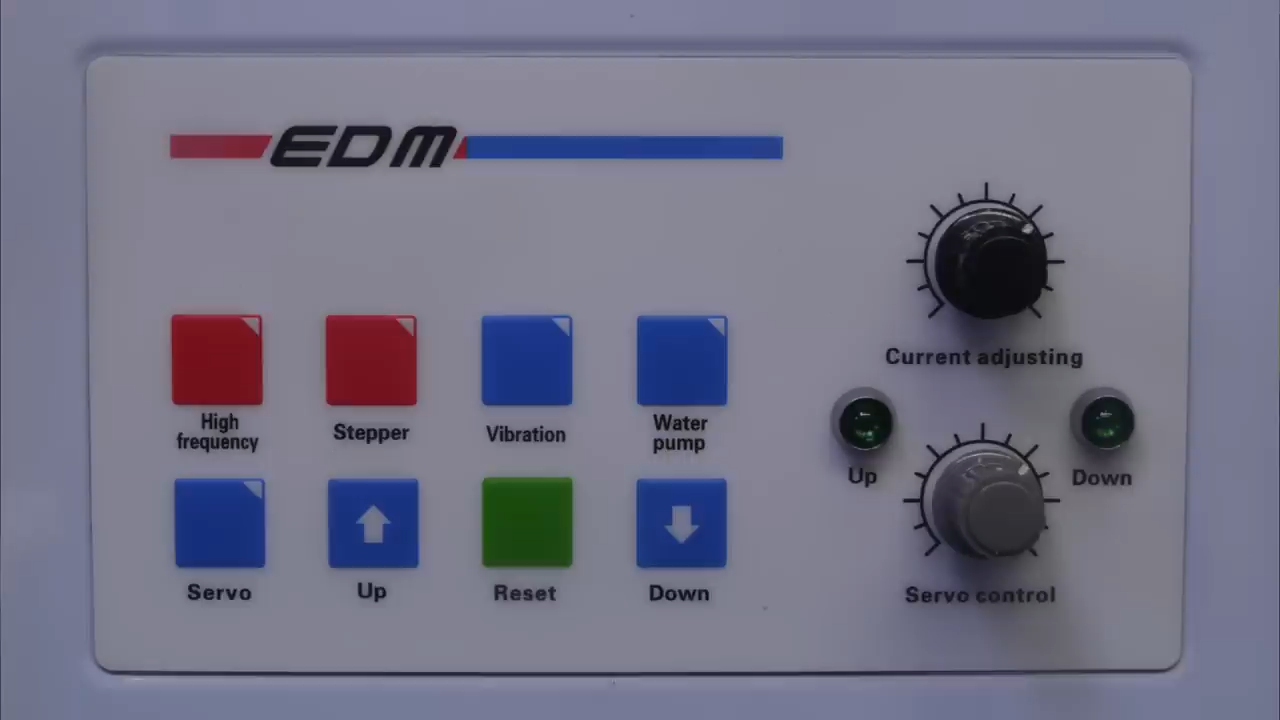 EDM
Current adjusting
High
frequency
Stepper
Vibration
Water
pump
Up
Down
Servo
Up
Reset
Down
Servo control